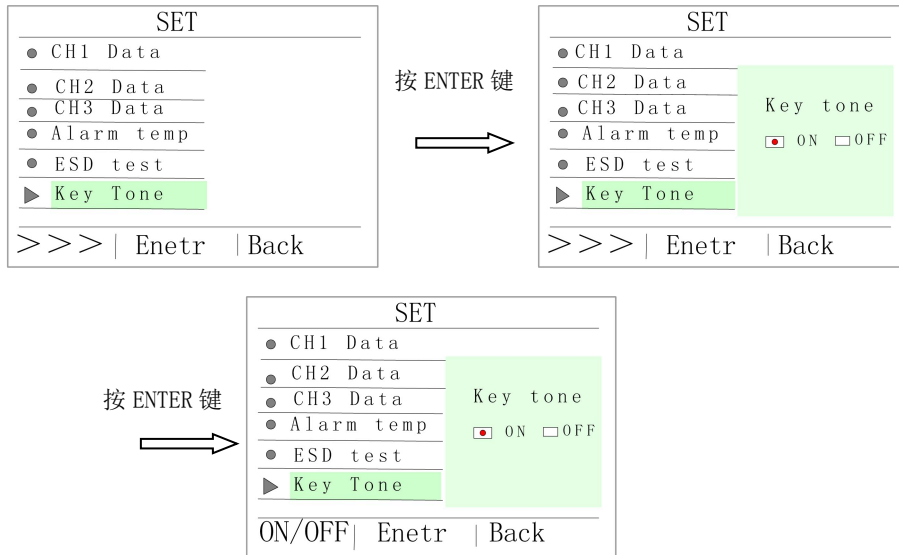 SET
CH1 Data
CH2 Data
CH3 Data
Alarm temp
ESD test
Key Tone
>>> | Enetr | Back
按 ENTER 键
SET
CH1 Data
CH2 Data
CH3 Data
Alarm temp
ESD test
Key Tone
Key tone
ON OFF
>>> | Enetr | Back
按 ENTER 键
SET
CH1 Data
CH2 Data
CH3 Data
Alarm temp
ESD test
Key Tone
Key tone
ON OFF
ON/OFF | Enetr | Back